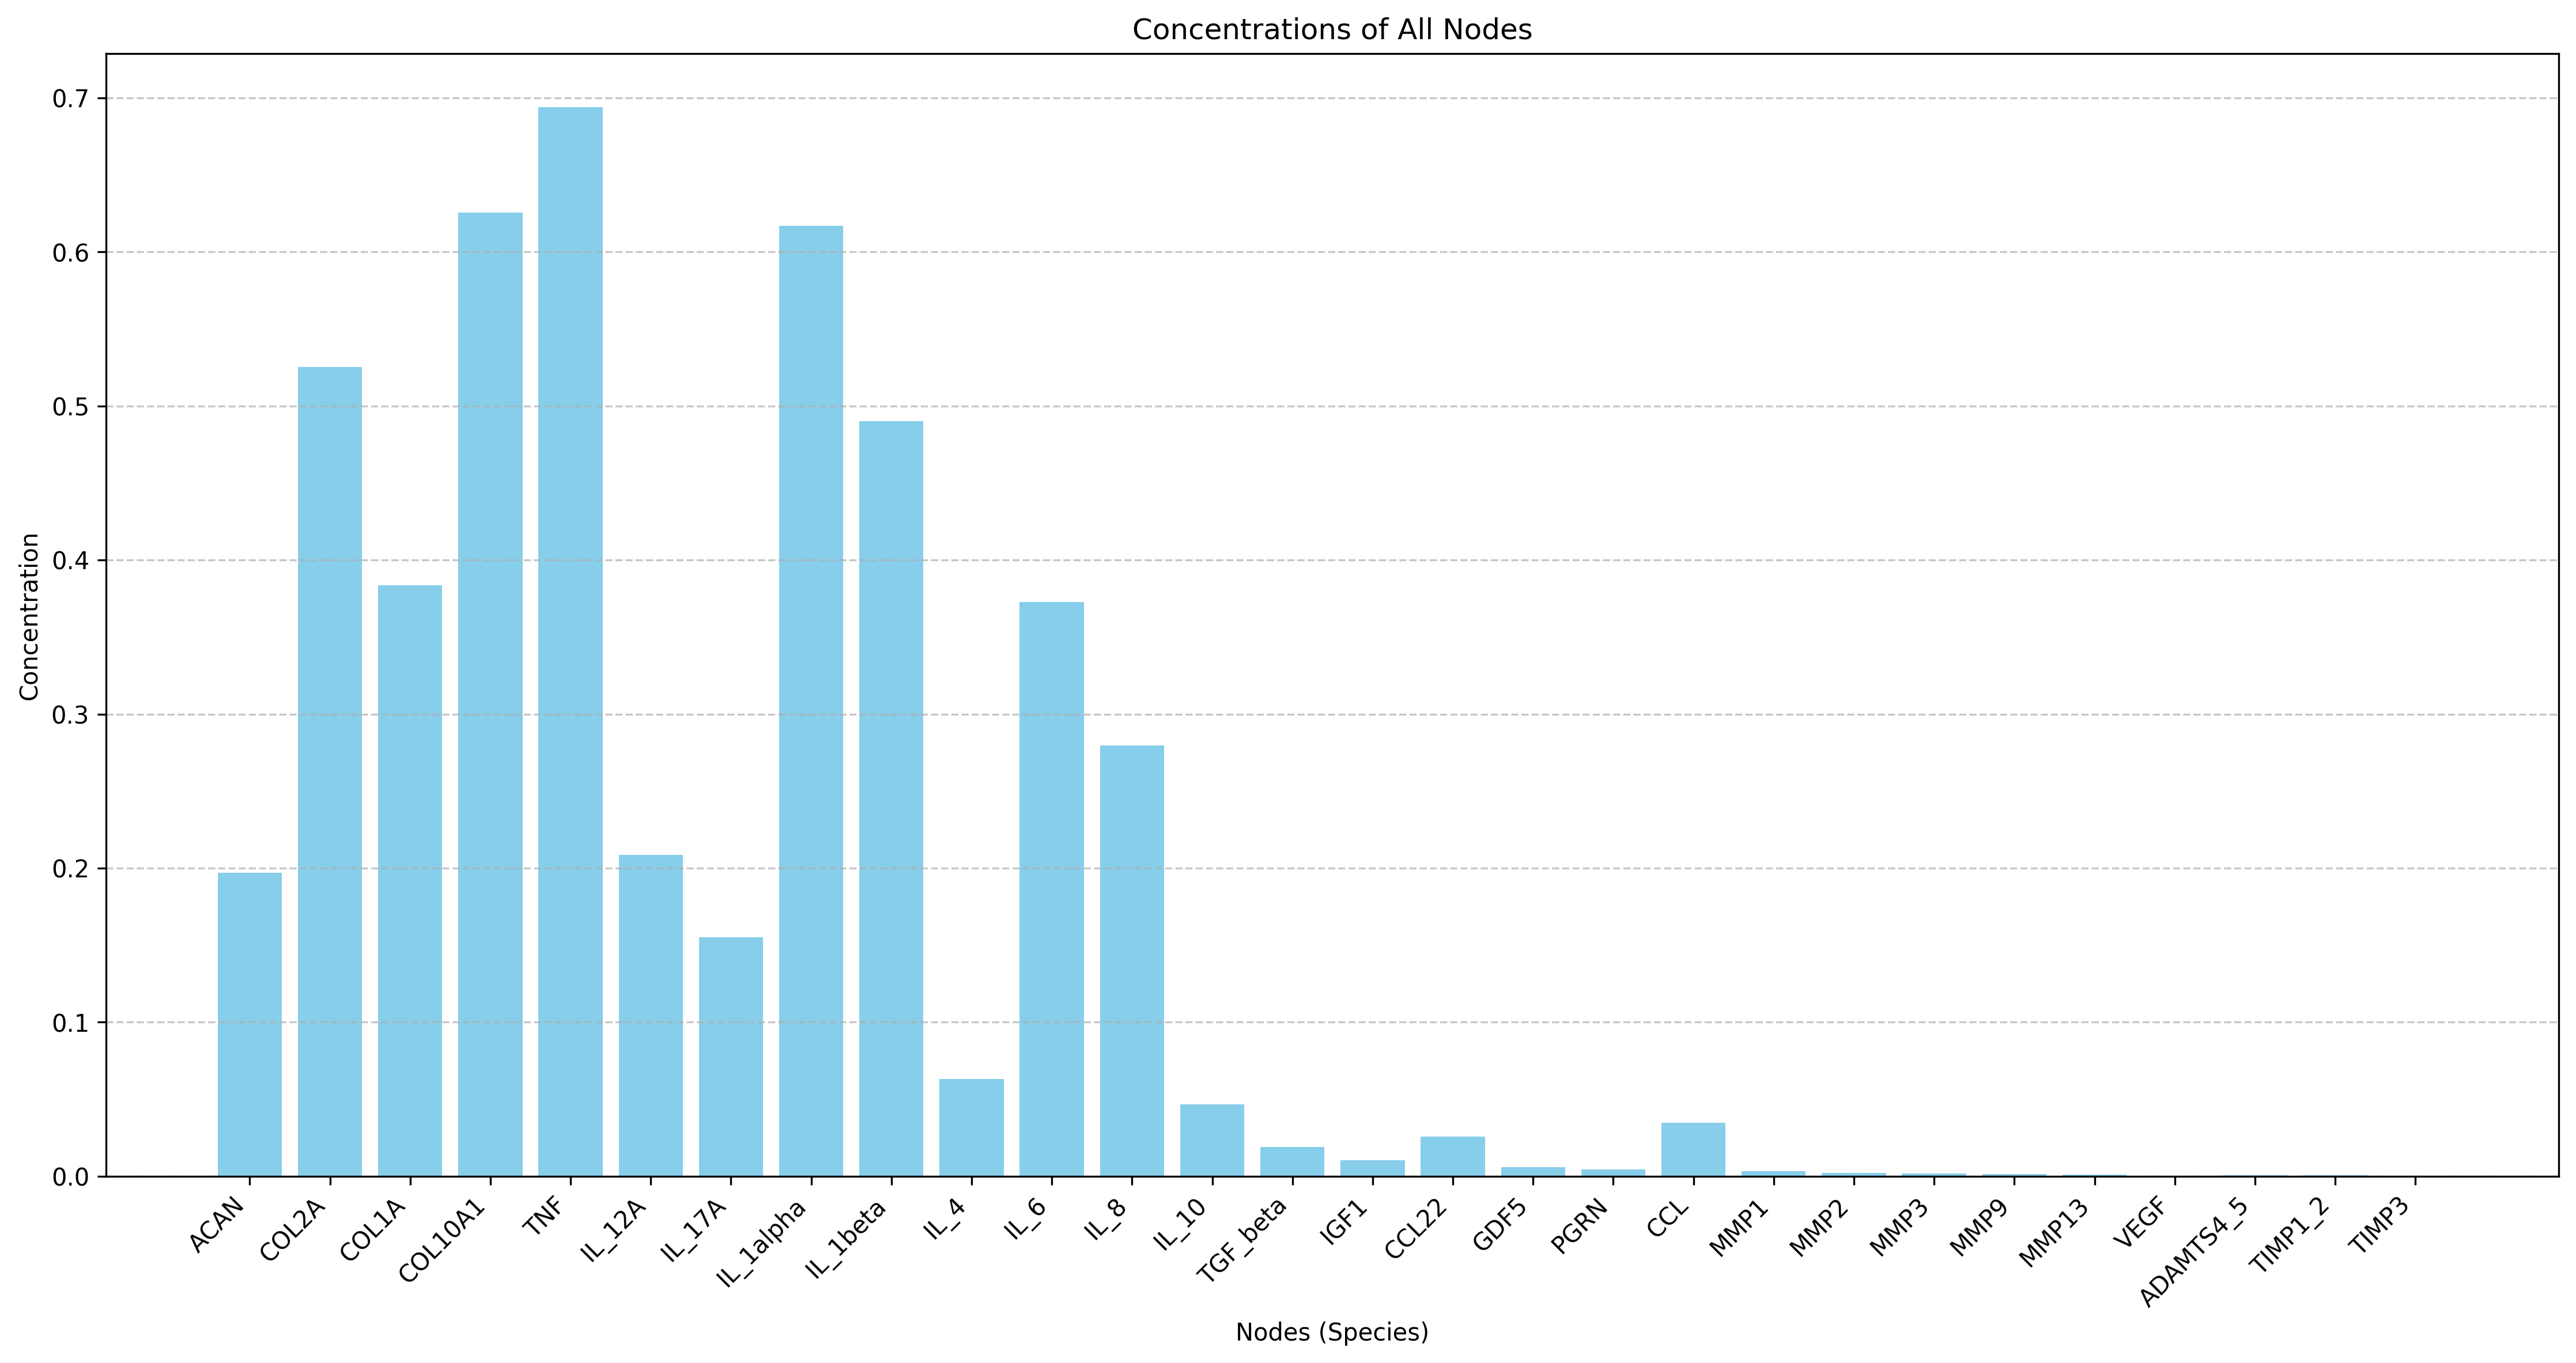 Concentrations of All Nodes
Concentration
0.7
0.6
0.5
0.4
0.3
0.2
0.1
0.0
ACAN
COL2A
COL1A
COL10A1
TNF
IL_12A
IL_17A
IL_1alpha
IL_1beta
IL_4
IL_6
IL_8
IL_10
TGF_beta
IGF1
CCL22
GDF5
PGRN
CCL
MMP1
MMP2
MMP3
MMP9
MMP13
VEGF
ADAMTS4_5
TIMP1_2
TIMP3
Nodes (Species)